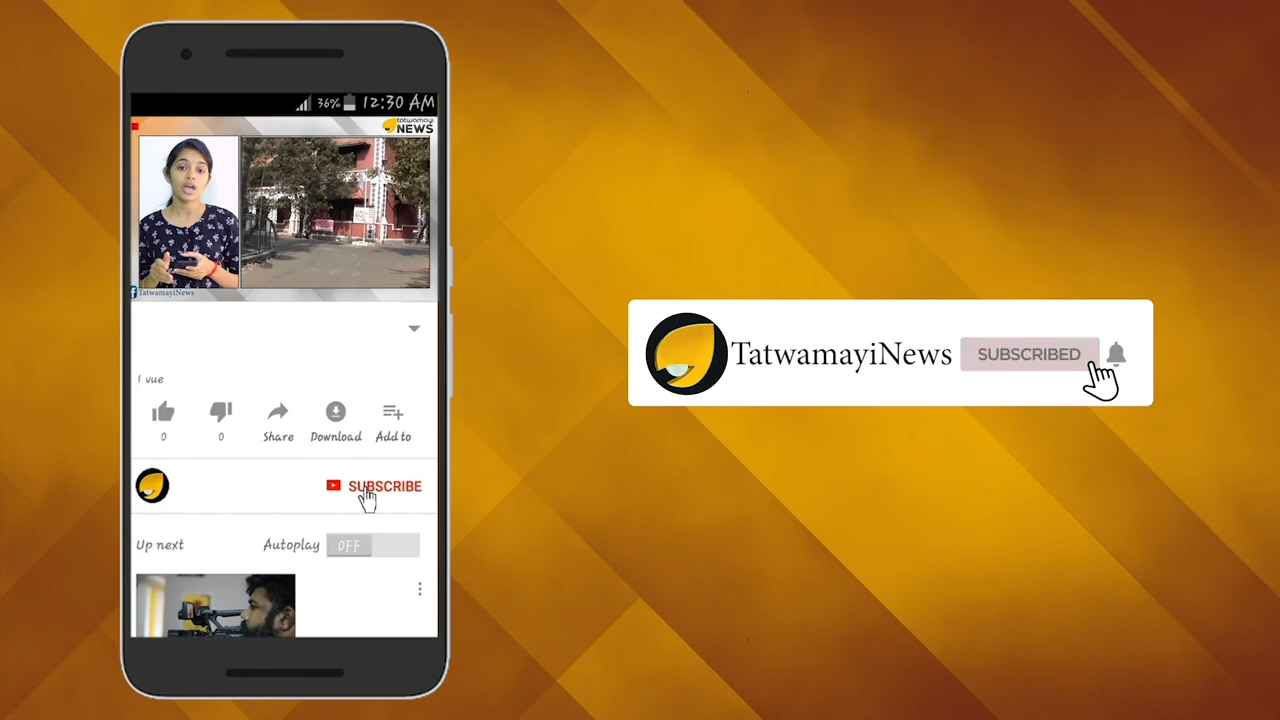 36% 12:30 AM
tatwamayi
NEWS
TatwamayiNews
1 vue
0 0 Share Download Add to
SUBSCRIBE
Up next Autoplay OFF
TatwamayiNews SUBSCRIBED